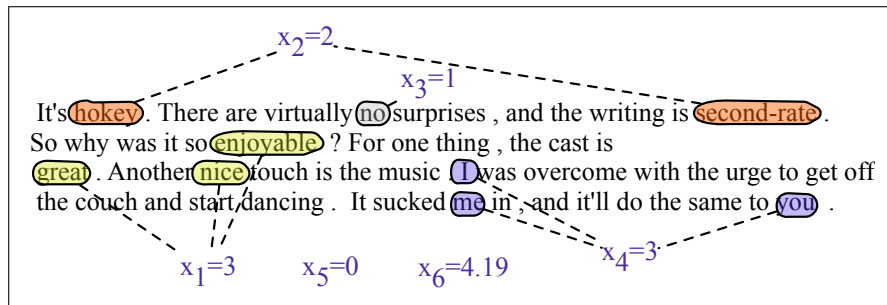 x2=2
x3=1
It's hokey . There are virtually no surprises , and the writing is second-rate .
So why was it so enjoyable ? For one thing , the cast is
great . Another nice touch is the music . I was overcome with the urge to get off
the couch and start dancing . It sucked me in , and it'll do the same to you .
x1=3 x5=0 x6=4.19 x4=3